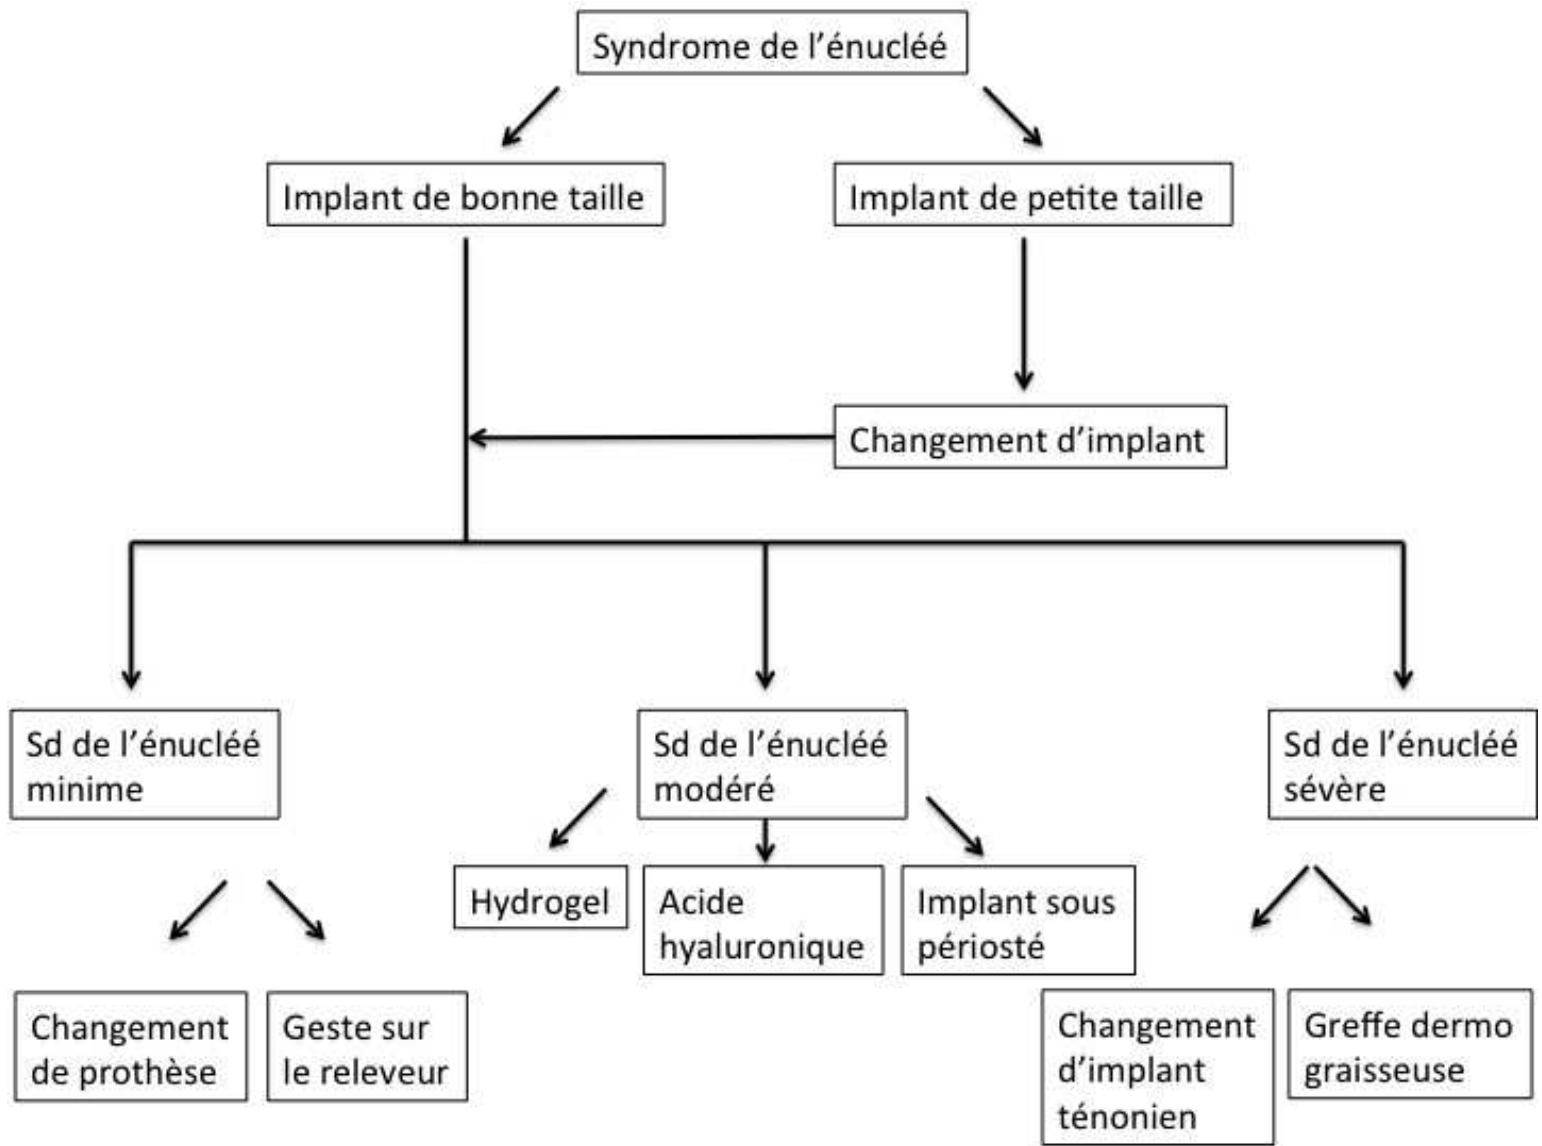 Syndrome de l’énucléé
Implant de bonne taille
Implant de petite taille
Changement d’implant
Sd de l’énucléé
minime
Sd de l’énucléé
modéré
Sd de l’énucléé
sévère
Hydrogel
Acide
hyaluronique
Implant sous
périosté
Changement
de prothèse
Geste sur
le releveur
Changement
d’implant
ténonien
Greffe dermo
graisseuse